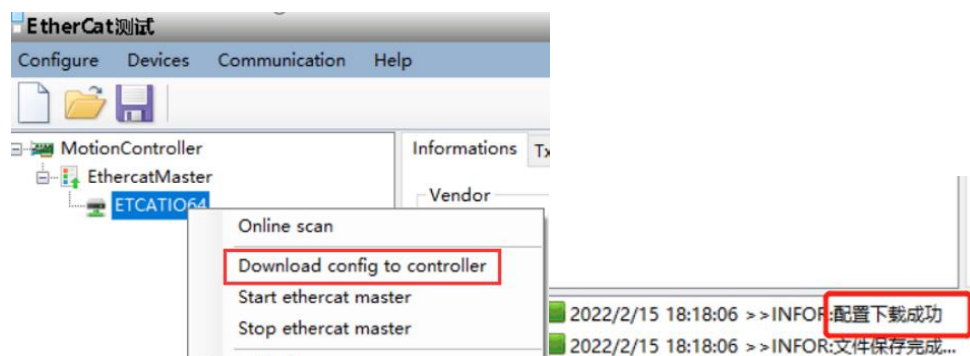 EtherCat测试
Configure Devices Communication Help
MotionController
EthercatMaster
ETCATIO64
Informations Tx
Vendor
Online scan
Download config to controller
Start ethercat master
Stop ethercat master
2022/2/15 18:18:06 >>INFOR:配置下载成功
2022/2/15 18:18:06 >>INFOR:文件保存完成...